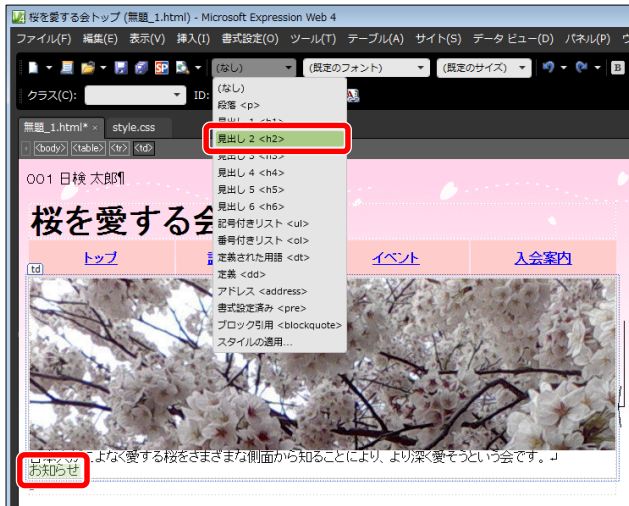 桜を愛する会トップ (無題_1.html) - Microsoft Expression Web 4
ファイル(F) 編集(E) 表示(V) 挿入(I) 書式設定(O) ツール(T) テーブル(A) サイト(S) データ ビュー(D) パネル(P)
(なし) (既定のフォント) (既定のサイズ) B
クラス(C): ID:
(なし)
段落 <p>
見出し 1 <h1>
見出し 2 <h2>
見出し 3 <h3>
見出し 4 <h4>
見出し 5 <h5>
見出し 6 <h6>
記号付きリスト <ul>
番号付きリスト <ol>
定義された用語 <dt>
定義 <dd>
アドレス <address>
書式設定済み <pre>
ブロック引用 <blockquote>
スタイルの適用...
無題_1.html* × style.css
<body> <table> <tr> <td>
001 日検 太郎
桜を愛する会
トップ イベント 入会案内
td
よなく愛する桜をさまざまな側面から知ることにより、より深く愛そうという会です。
お知らせ